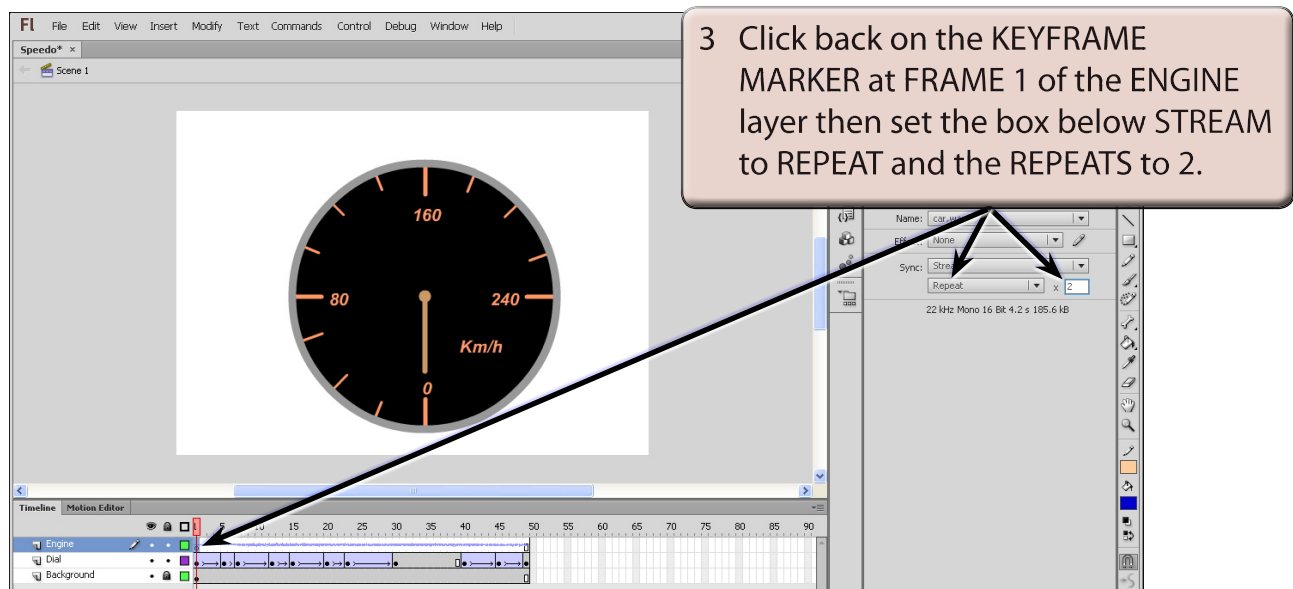 Fl File Edit View Insert Modify Text Commands Control Debug Window Help
Speedo* ×
Scene 1
3 Click back on the KEYFRAME
MARKER at FRAME 1 of the ENGINE
layer then set the box below STREAM
to REPEAT and the REPEATS to 2.
160
80
240
Km/h
0
Name:
None
Sync:
Repeat x 2
22 kHz Mono 16 Bit 4.2 s 185.6 kB
Timeline Motion Editor
5 15 20 25 30 35 40 45 50 55 60 65 70 75 80 85 90
Engine
Dial
Background